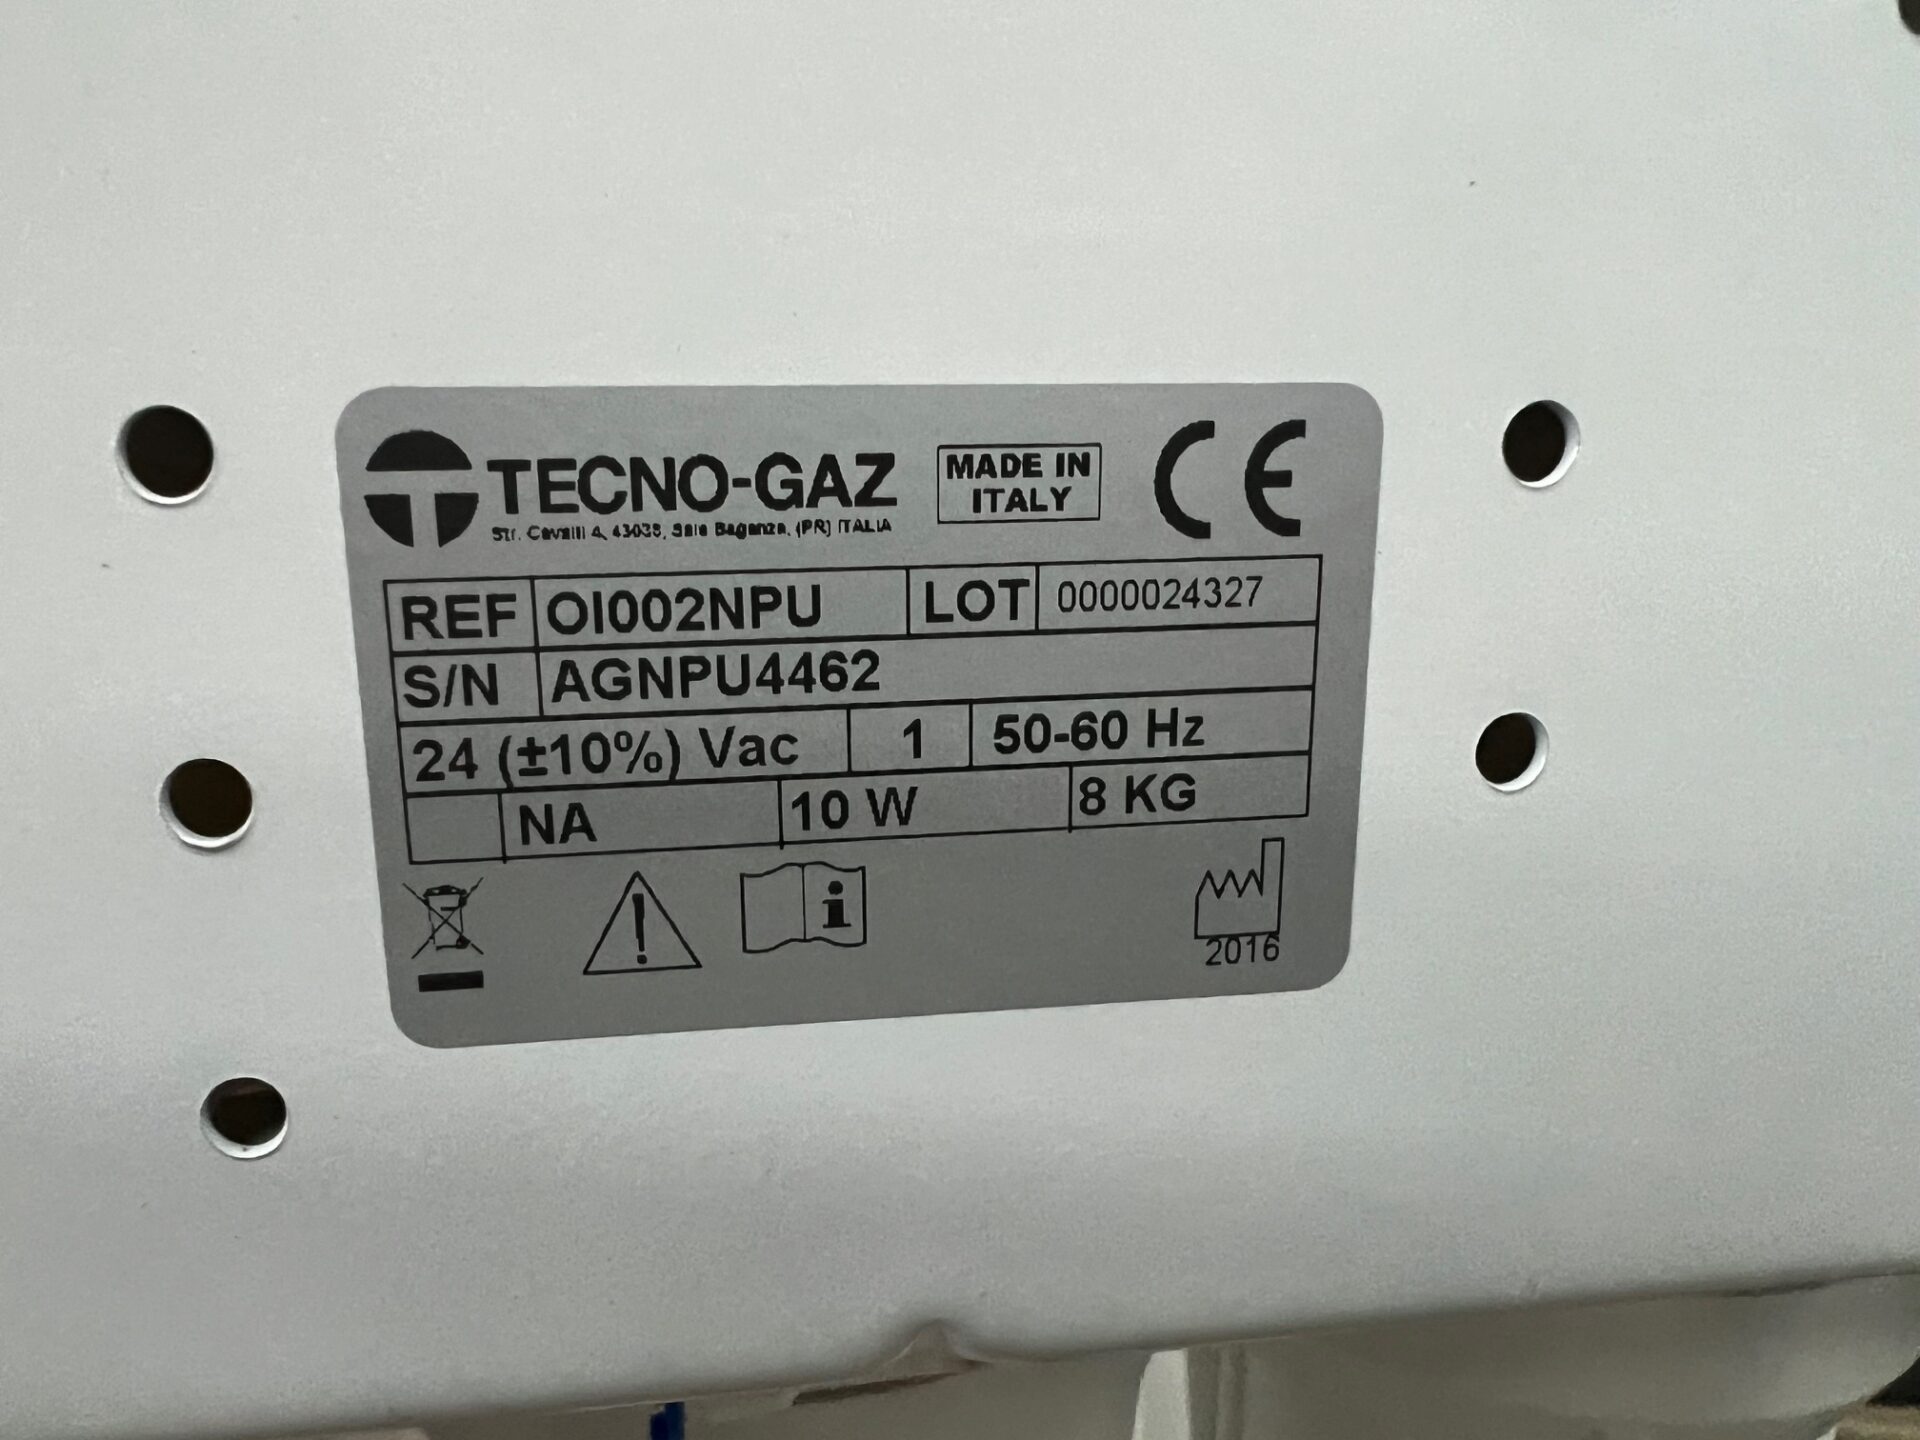 TECNO-GAZ
Str. Cavalli 4, 43038, Sala Baganza, (PR) ITALIA
MADE IN
ITALY
CE
REF OI002NPU LOT 0000024327
S/N AGNPU4462
24 (±10%) Vac 1 50-60 Hz
NA 10 W 8 KG
2016